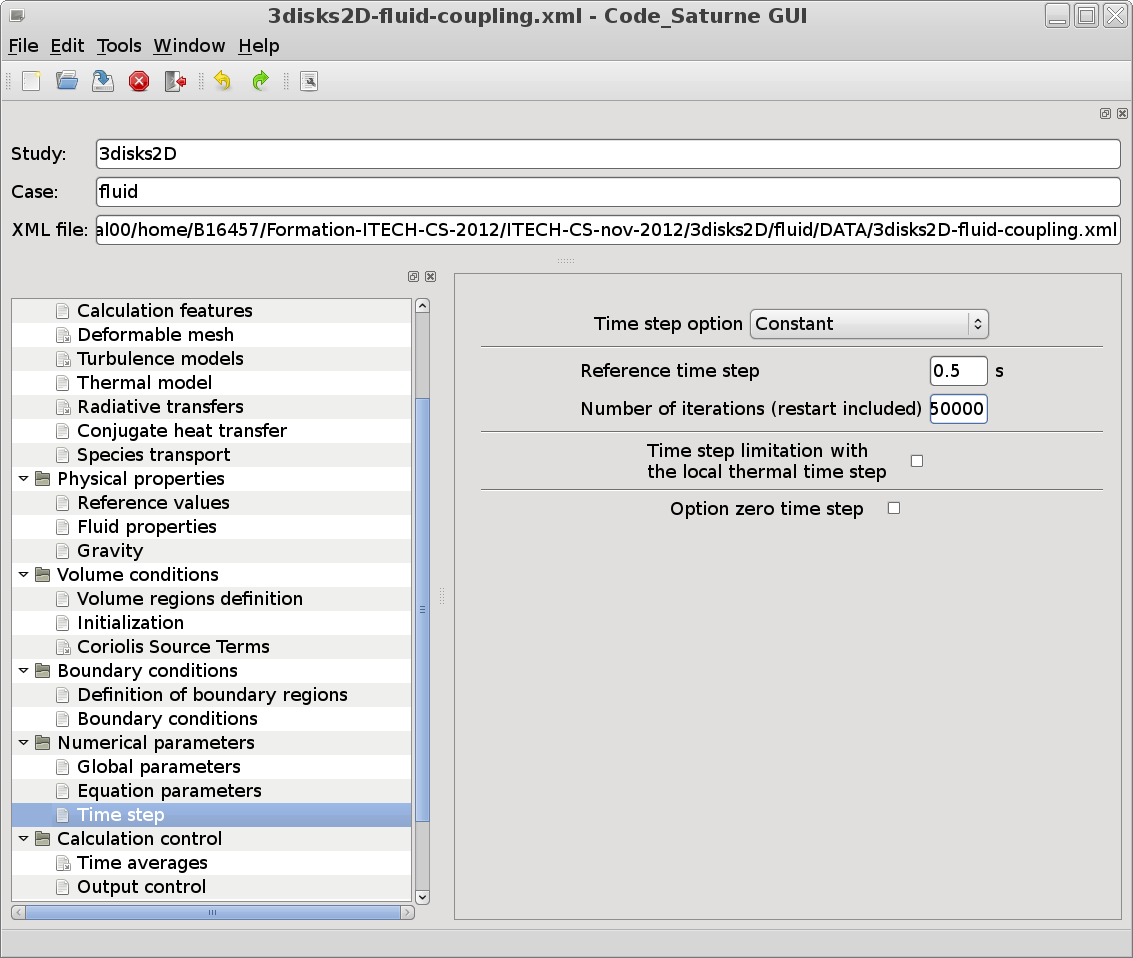 3disks2D-fluid-coupling.xml - Code_Saturne GUI
File Edit Tools Window Help
Study: 3disks2D
Case: fluid
XML file: al00/home/B16457/Formation-ITECH-CS-2012/ITECH-CS-nov-2012/3disks2D/fluid/DATA/3disks2D-fluid-coupling.xml
Calculation features
Deformable mesh
Turbulence models
Thermal model
Radiative transfers
Conjugate heat transfer
Species transport
Physical properties
Reference values
Fluid properties
Gravity
Volume conditions
Volume regions definition
Initialization
Coriolis Source Terms
Boundary conditions
Definition of boundary regions
Boundary conditions
Numerical parameters
Global parameters
Equation parameters
Time step
Calculation control
Time averages
Output control
Time step option Constant
Reference time step 0.5 s
Number of iterations (restart included) 50000
Time step limitation with
the local thermal time step
Option zero time step